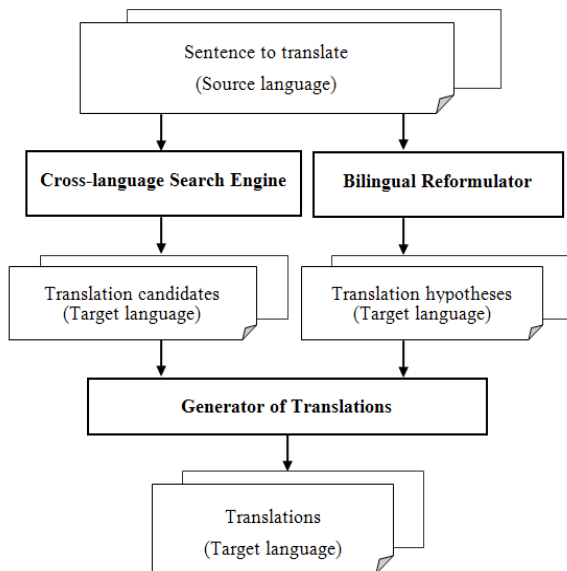 Sentence to translate
(Source language)
Cross-language Search Engine
Bilingual Reformulator
Translation candidates
(Target language)
Translation hypotheses
(Target language)
Generator of Translations
Translations
(Target language)